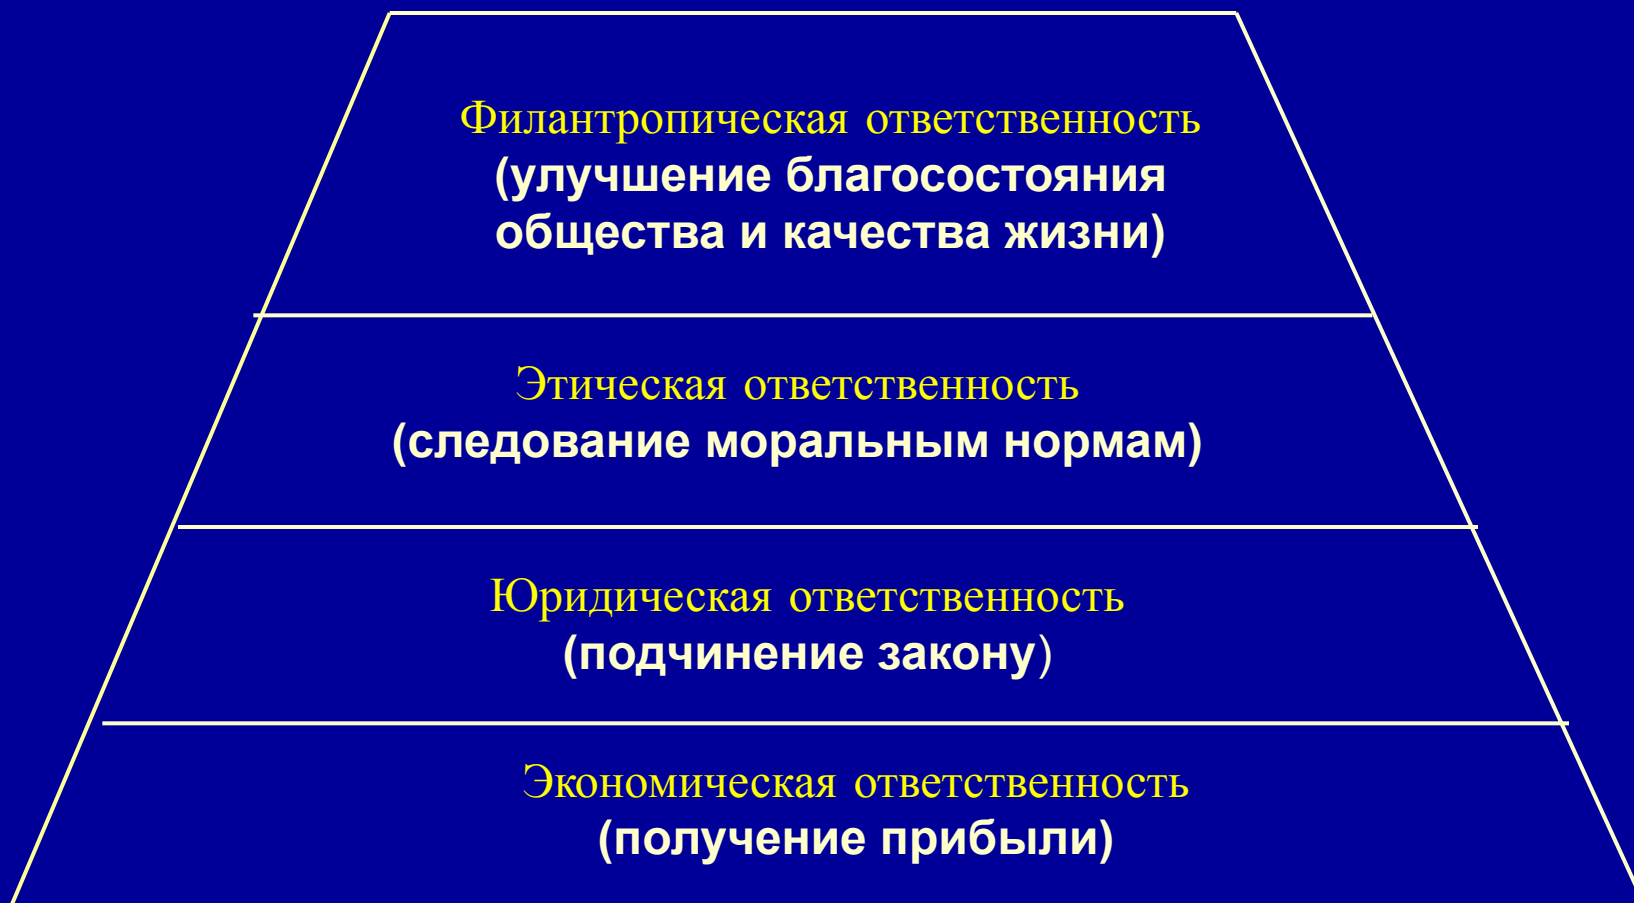 Филантропическая ответственность
(улучшение благосостояния
общества и качества жизни)
Этическая ответственность
(следование моральным нормам)
Юридическая ответственность
(подчинение закону)
Экономическая ответственность
(получение прибыли)